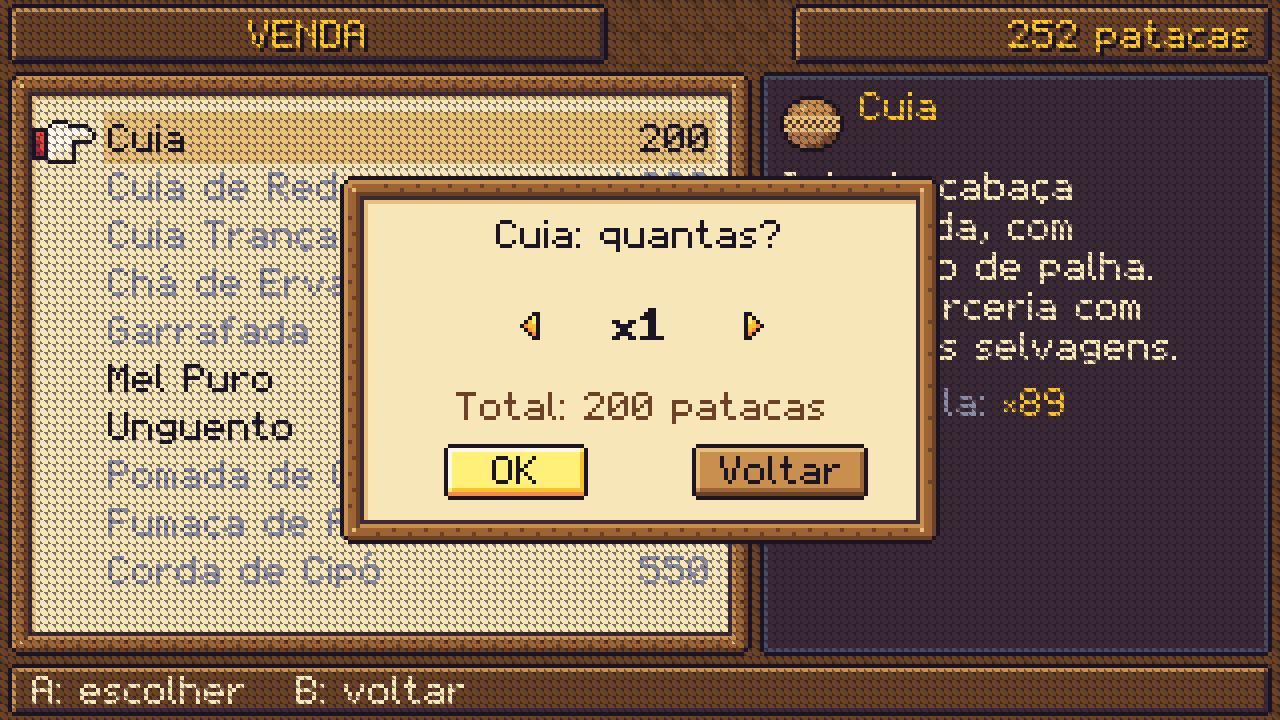 VENDA
252 patacas
Cuia 200
Cuia de Red
Cuia Trança
Chá de Erva
Garrafada
Mel Puro
Unguento
Pomada de
Fumaça de
Corda de Cipó 550
Cuia: quantas?
x1
Total: 200 patacas
OK Voltar
Cuia
cabaça
da, com
o de palha.
rceria com
s selvagens.
la: x89
A: escolher B: voltar